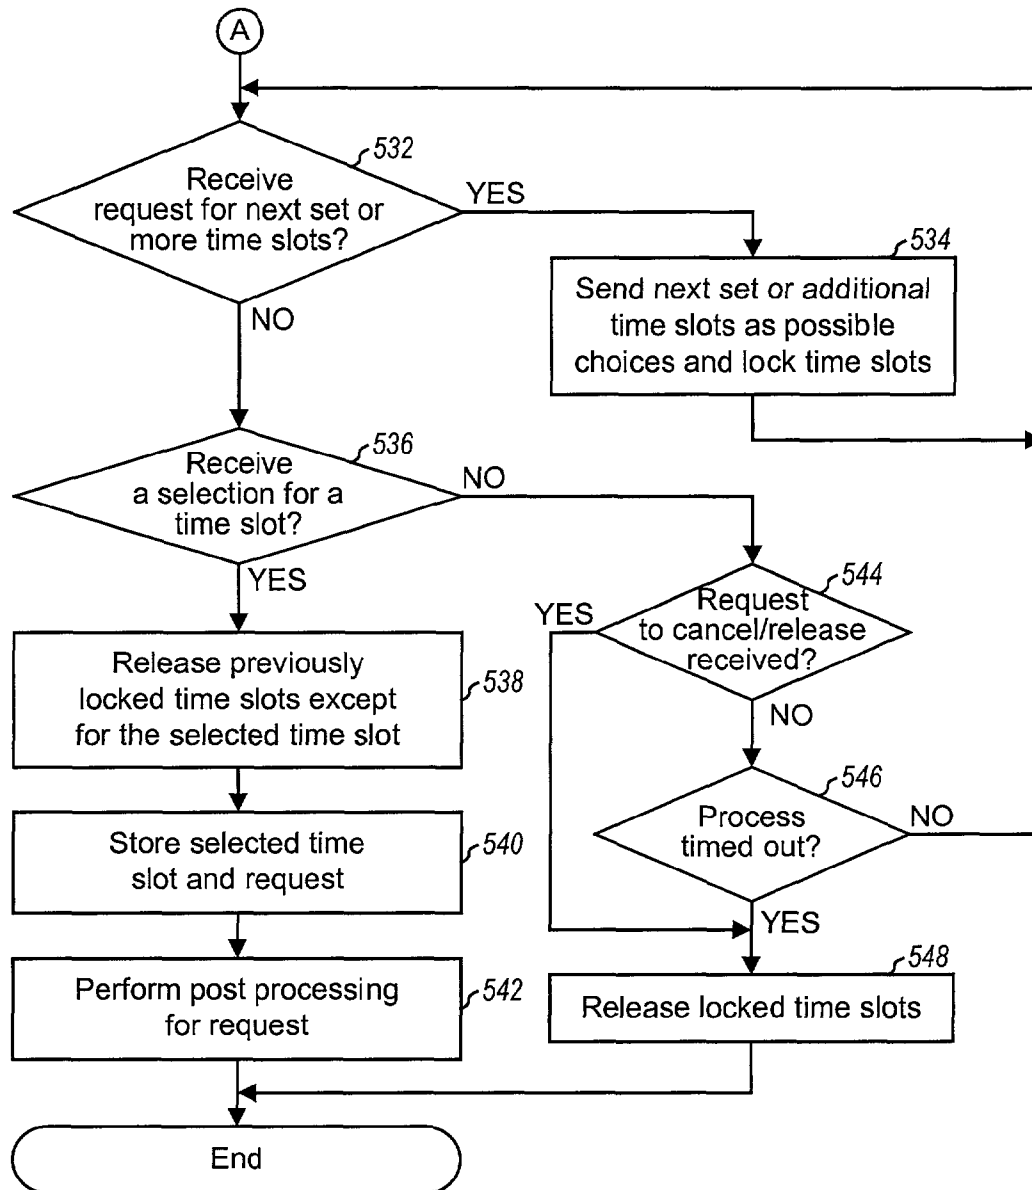 A
532
Receive
request for next set or
more time slots?
YES
NO
534
Send next set or additional
time slots as possible
choices and lock time slots
536
Receive
a selection for a
time slot?
NO
YES
544
Request
to cancel/release
received?
YES
NO
Release previously
locked time slots except
for the selected time slot
538
546
Process
timed out?
NO
YES
Store selected time
slot and request
540
548
Release locked time slots
Perform post processing
for request
542
End